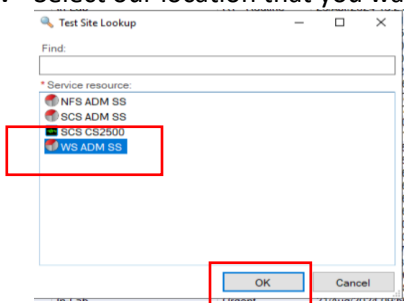 Select our location that you wa
Test Site Lookup
Find:
* Service resource:
NFS ADM SS
SCS ADM SS
SCS CS2500
WS ADM SS
OK Cancel